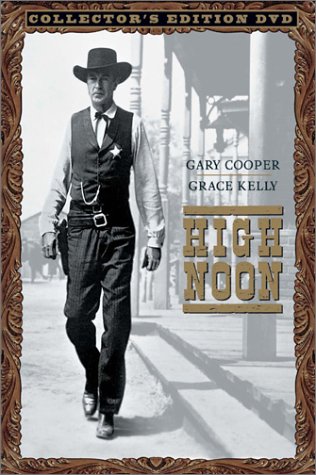 COLLECTOR'S EDITION DVD
GARY COOPER
GRACE KELLY
HIGH
NOON